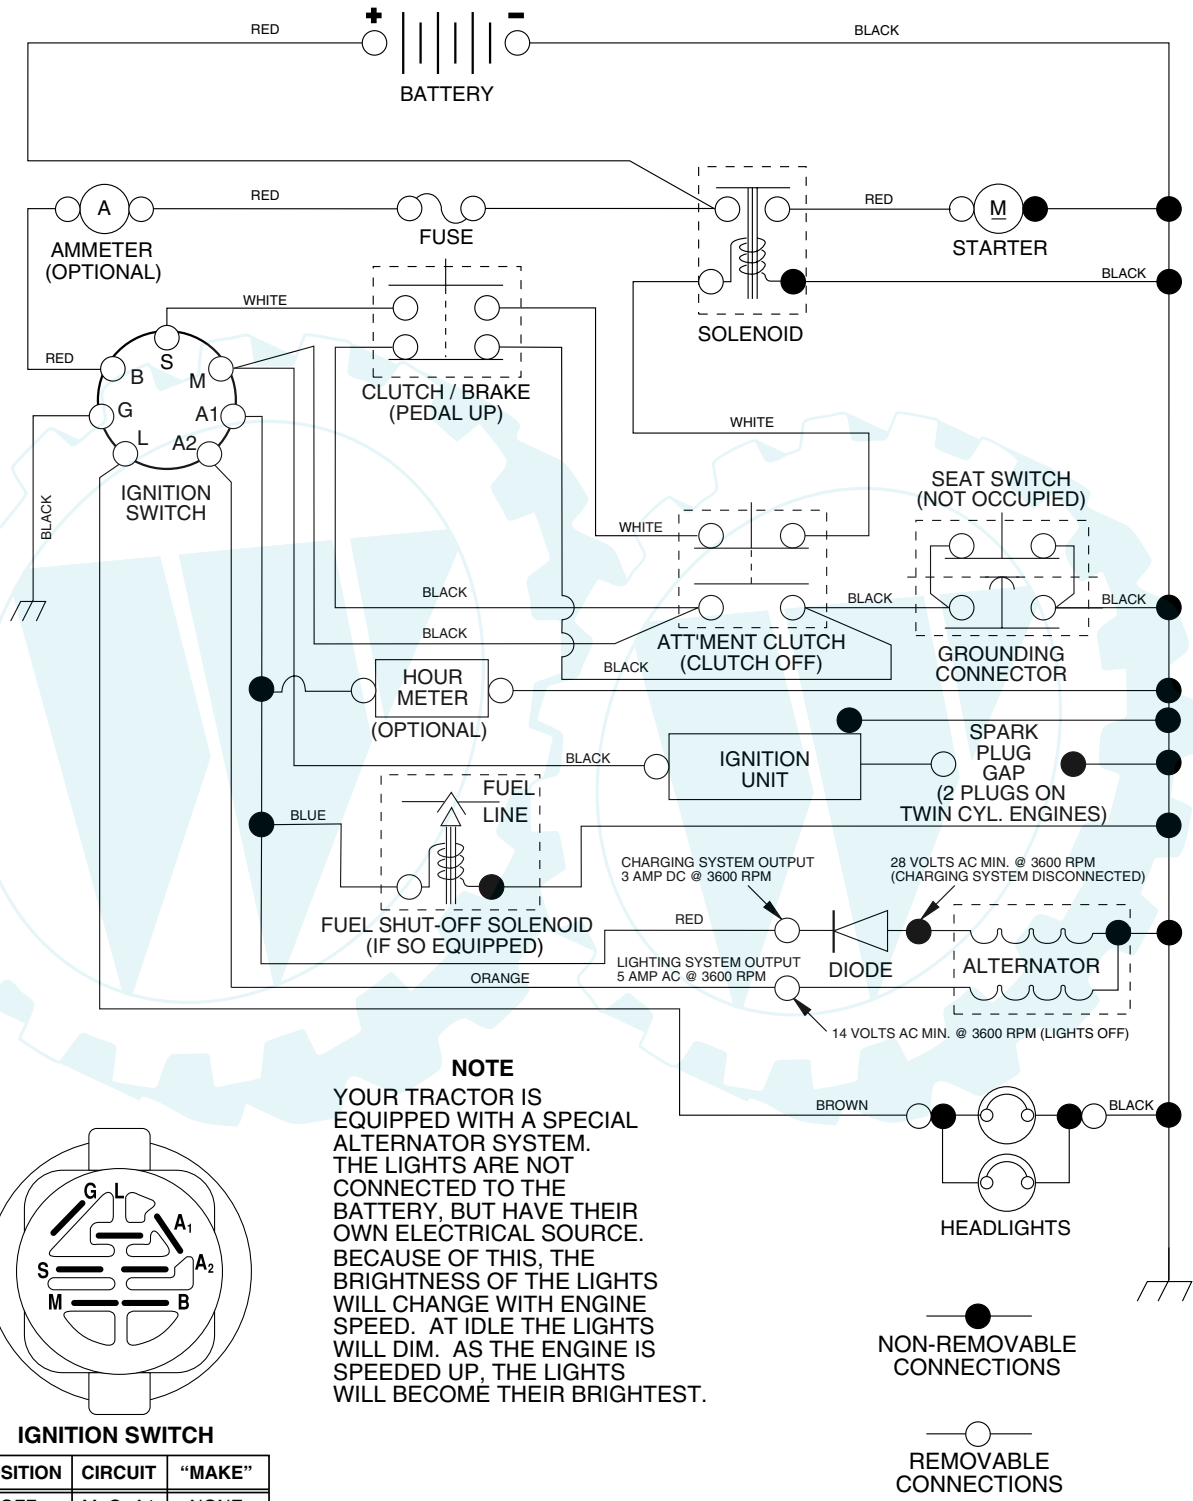 + −
RED
BLACK
BATTERY
RED
A
AMMETER
(OPTIONAL)
FUSE
RED
M
STARTER
BLACK
SOLENOID
WHITE
RED
S
B
M
G
A1
L
A2
IGNITION
SWITCH
BLACK
CLUTCH / BRAKE
(PEDAL UP)
WHITE
WHITE
SEAT SWITCH
(NOT OCCUPIED)
BLACK
BLACK
BLACK
BLACK
ATT'MENT CLUTCH
(CLUTCH OFF)
BLACK
GROUNDING
CONNECTOR
HOUR
METER
(OPTIONAL)
BLACK
IGNITION
UNIT
SPARK
PLUG
GAP
(2 PLUGS ON
TWIN CYL. ENGINES)
BLUE
FUEL
LINE
FUEL SHUT-OFF SOLENOID
(IF SO EQUIPPED)
CHARGING SYSTEM OUTPUT
3 AMP DC @ 3600 RPM
28 VOLTS AC MIN. @ 3600 RPM
(CHARGING SYSTEM DISCONNECTED)
RED
DIODE
ALTERNATOR
LIGHTING SYSTEM OUTPUT
5 AMP AC @ 3600 RPM
ORANGE
14 VOLTS AC MIN. @ 3600 RPM (LIGHTS OFF)
NOTE
YOUR TRACTOR IS
EQUIPPED WITH A SPECIAL
ALTERNATOR SYSTEM.
THE LIGHTS ARE NOT
CONNECTED TO THE
BATTERY, BUT HAVE THEIR
OWN ELECTRICAL SOURCE.
BECAUSE OF THIS, THE
BRIGHTNESS OF THE LIGHTS
WILL CHANGE WITH ENGINE
SPEED. AT IDLE THE LIGHTS
WILL DIM. AS THE ENGINE IS
SPEEDED UP, THE LIGHTS
WILL BECOME THEIR BRIGHTEST.
BROWN
BLACK
HEADLIGHTS
G L
A1
S
A2
M
B
IGNITION SWITCH
SITION CIRCUIT “MAKE”
NON-REMOVABLE
CONNECTIONS
REMOVABLE
CONNECTIONS